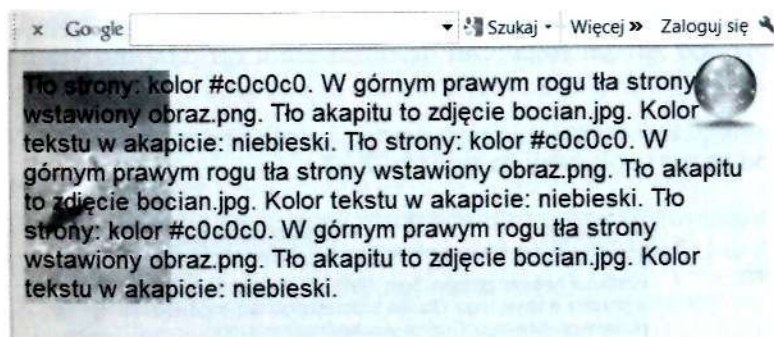 x Google Szukaj Więcej » Zaloguj się
Tło strony: kolor #c0c0c0. W górnym prawym rogu tła strony
wstawiony obraz.png. Tło akapitu to zdjęcie bocian.jpg. Kolor
tekstu w akapicie: niebieski. Tło strony: kolor #c0c0c0. W
górnym prawym rogu tła strony wstawiony obraz.png. Tło akapitu
to zdjęcie bocian.jpg. Kolor tekstu w akapicie: niebieski. Tło
strony: kolor #c0c0c0. W górnym prawym rogu tła strony
wstawiony obraz.png. Tło akapitu to zdjęcie bocian.jpg. Kolor
tekstu w akapicie: niebieski.